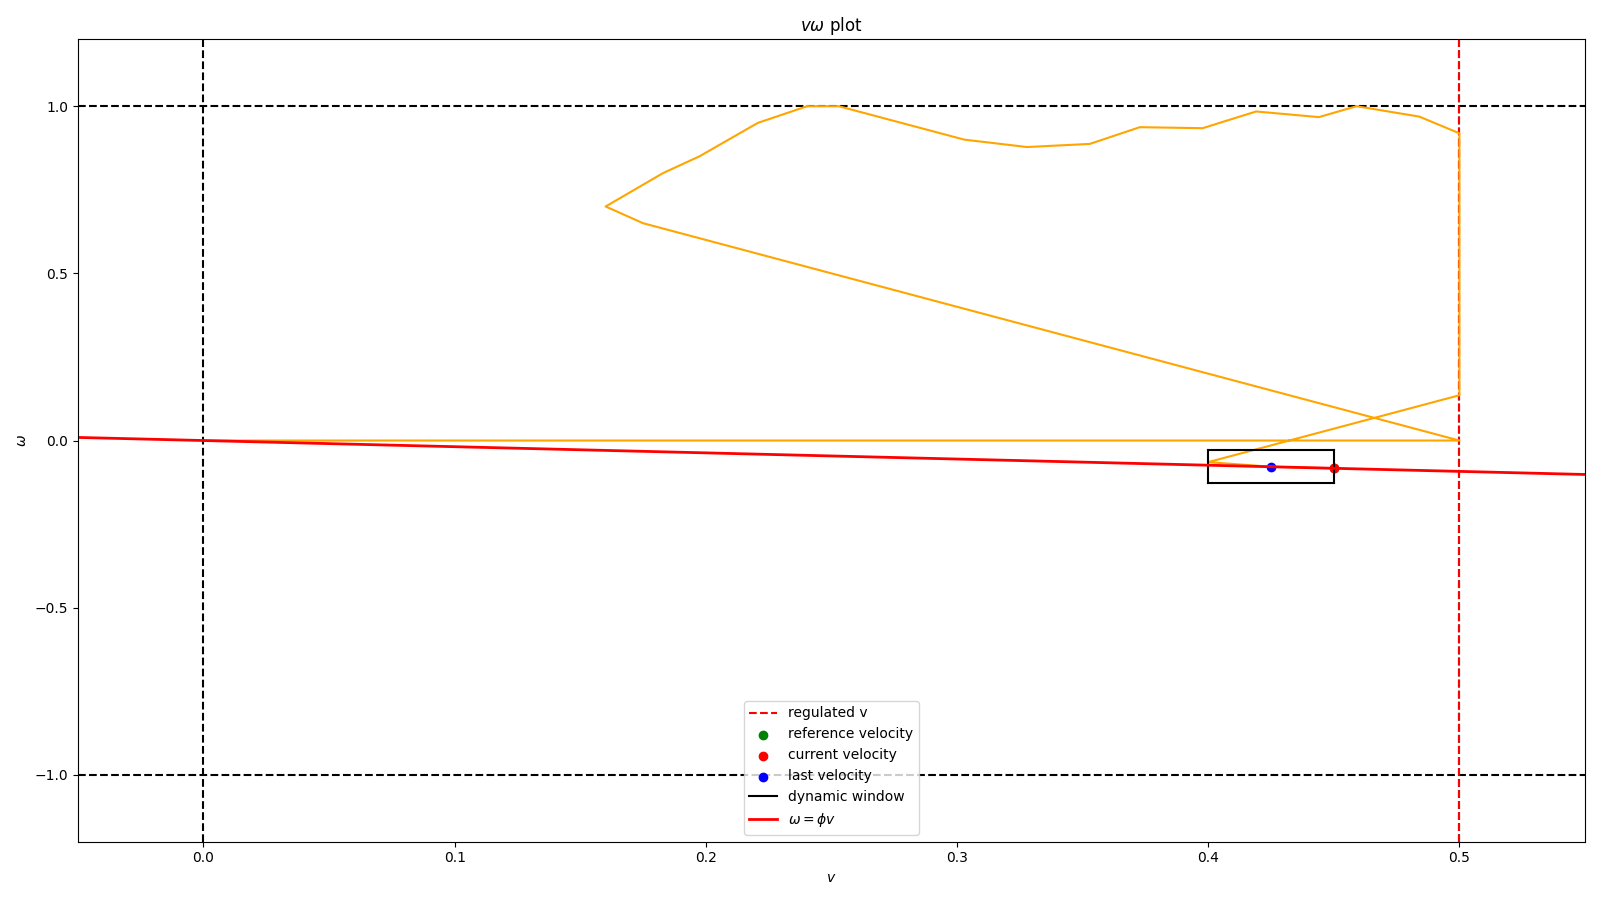 vω plot
1.0
0.5
0.0
−0.5
−1.0
ω
0.0 0.1 0.2 0.3 0.4 0.5
v
regulated v
reference velocity
current velocity
last velocity
dynamic window
ω = ϕv